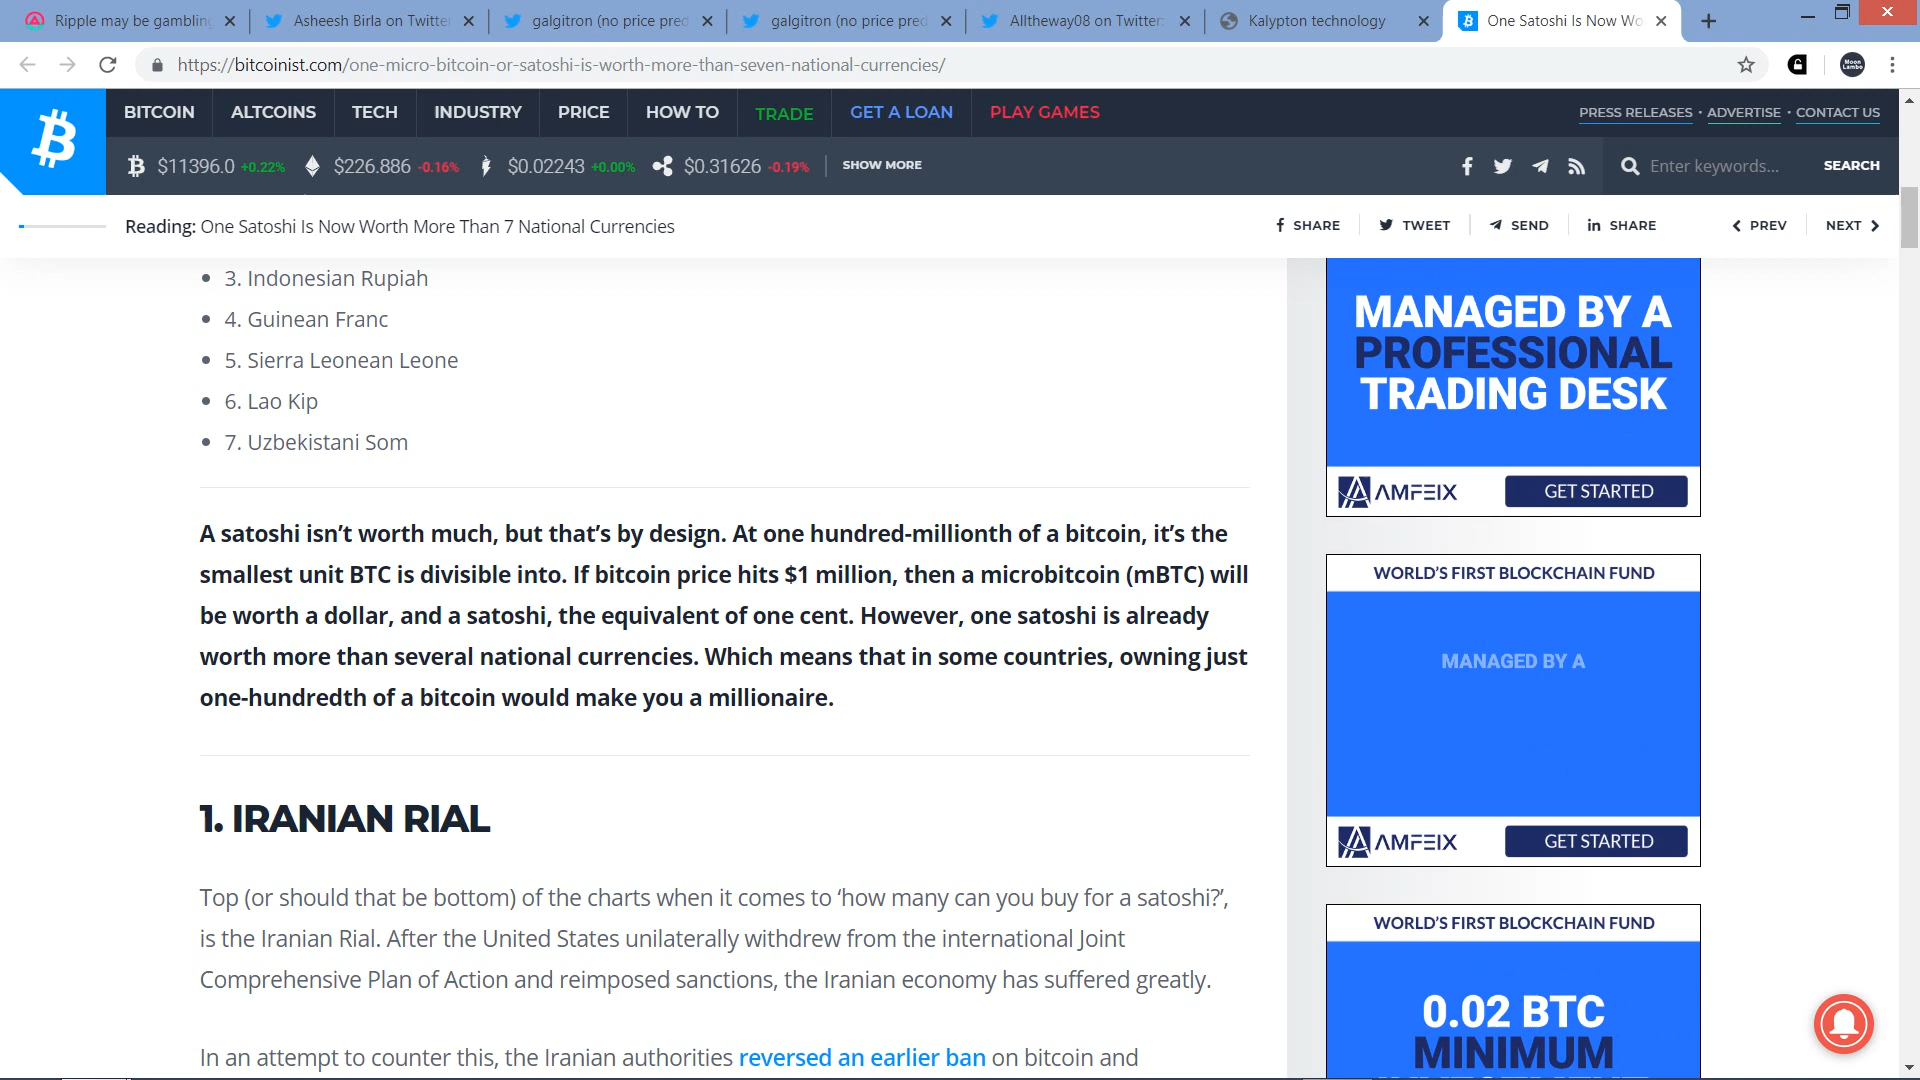 Ripple may be gambling
Asheesh Birla on Twitter
galgitron (no price pred
galgitron (no price pred
Alltheway08 on Twitter:
Kalypton technology
One Satoshi Is Now Wo
https://bitcoinist.com/one-micro-bitcoin-or-satoshi-is-worth-more-than-seven-national-currencies/
Moon Lambo
BITCOIN ALTCOINS TECH INDUSTRY PRICE HOW TO TRADE GET A LOAN PLAY GAMES
PRESS RELEASES • ADVERTISE • CONTACT US
$11396.0 +0.22% $226.886 -0.16% $0.02243 +0.00% $0.31626 -0.19% SHOW MORE
Enter keywords... SEARCH
Reading: One Satoshi Is Now Worth More Than 7 National Currencies
SHARE TWEET SEND SHARE PREV NEXT
• 3. Indonesian Rupiah
• 4. Guinean Franc
• 5. Sierra Leonean Leone
• 6. Lao Kip
• 7. Uzbekistani Som
A satoshi isn’t worth much, but that’s by design. At one hundred-millionth of a bitcoin, it’s the
smallest unit BTC is divisible into. If bitcoin price hits $1 million, then a microbitcoin (mBTC) will
be worth a dollar, and a satoshi, the equivalent of one cent. However, one satoshi is already
worth more than several national currencies. Which means that in some countries, owning just
one-hundredth of a bitcoin would make you a millionaire.
1. IRANIAN RIAL
Top (or should that be bottom) of the charts when it comes to ‘how many can you buy for a satoshi?’,
is the Iranian Rial. After the United States unilaterally withdrew from the international Joint
Comprehensive Plan of Action and reimposed sanctions, the Iranian economy has suffered greatly.
In an attempt to counter this, the Iranian authorities reversed an earlier ban on bitcoin and
MANAGED BY A
PROFESSIONAL
TRADING DESK
AMFEIX GET STARTED
WORLD’S FIRST BLOCKCHAIN FUND
MANAGED BY A
AMFEIX GET STARTED
WORLD’S FIRST BLOCKCHAIN FUND
0.02 BTC
MINIMUM